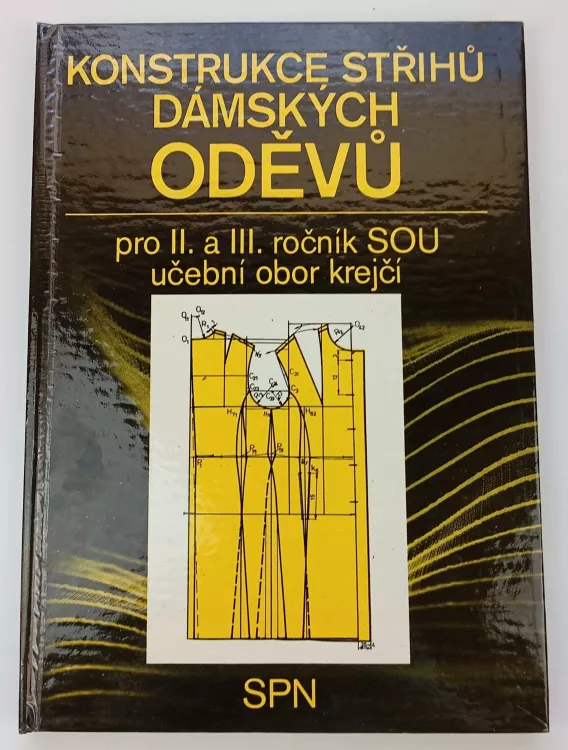 KONSTRUKCE STŘIHŮ
DÁMSKÝCH
ODĚVŮ
pro II. a III. ročník SOU
učební obor krejčí
SPN